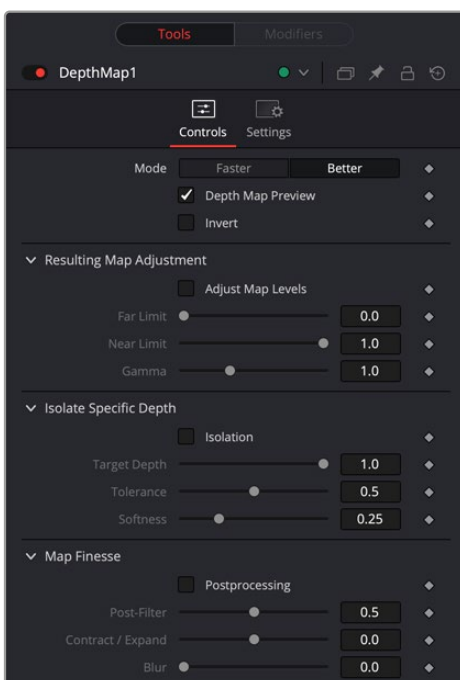 Tools Modifiers
DepthMap1
Controls Settings
Mode Faster Better
Depth Map Preview
Invert
Resulting Map Adjustment
Adjust Map Levels
Far Limit 0.0
Near Limit 1.0
Gamma 1.0
Isolate Specific Depth
Isolation
Target Depth 1.0
Tolerance 0.5
Softness 0.25
Map Finesse
Postprocessing
Post-Filter 0.5
Contract / Expand 0.0
Blur 0.0